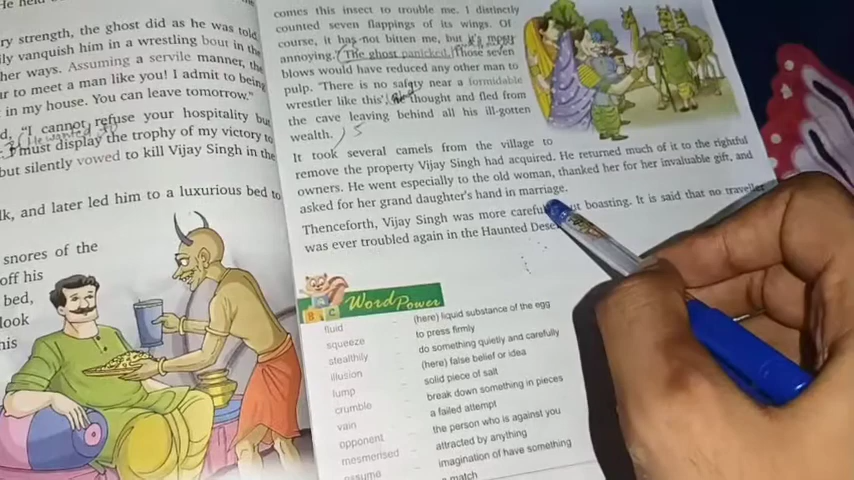 He held
ry strength, the ghost did as he was told.
vanquish him in a wrestling bout in the
er ways. Assuming a servile manner,
to meet a man like you! I admit to being
in my house. You can leave tomorrow."
d, "I cannot refuse your hospitality by
I must display the trophy of my victory to
but silently vowed to kill Vijay Singh in his
lk, and later led him to a luxurious bed to
snores of the
off in his
bed,
look
his
comes this insect to trouble me. I distinctly
counted seven flappings of its wings. Of
course, it has not bitten me, but it's most
annoying." The ghost panicked. Those seven
blows would have reduced any other man to
pulp. "There is no safety near a formidable
wrestler like this", he thought and fled from
the cave leaving behind all his ill-gotten
wealth.
It took several camels from the village to
remove the property Vijay Singh had acquired. He returned much of it to the rightful
owners. He went especially to the old woman, thanked her for her invaluable gift, and
asked for her grand daughter's hand in marriage.
Thenceforth, Vijay Singh was more careful about boasting. It is said that no traveller
was ever troubled again in the Haunted Desert.
A B C
Word Power
fluid (here) liquid substance of the egg
squeeze to press firmly
stealthily do something quietly and carefully
illusion (here) false belief or idea
lump solid piece of salt
crumble break down something in pieces
vain a failed attempt
opponent the person who is against you
mesmerise attracted by anything
assume imagination of have something
a match